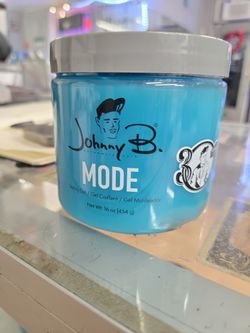 Johnny B.
MODE
Styling Gel / Gel Coiffant / Gel Moldeador
Net Wt. 16 oz (454 g)